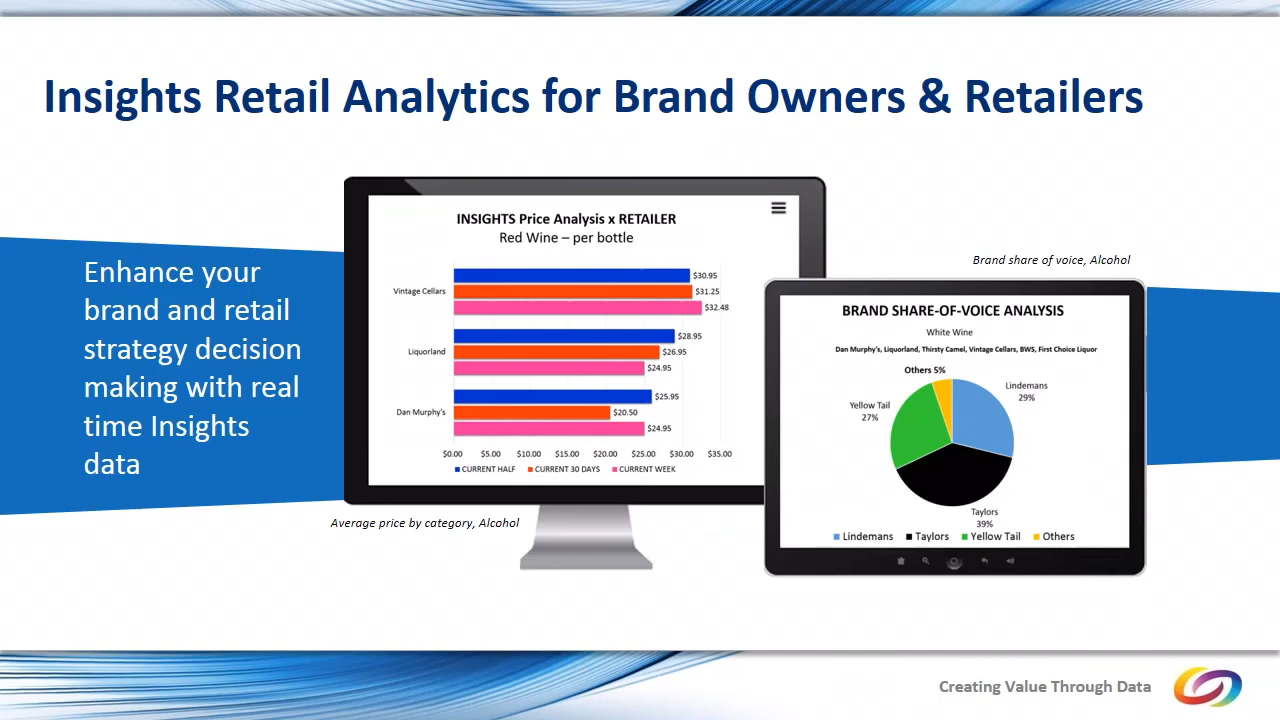 Insights Retail Analytics for Brand Owners & Retailers
Enhance your
brand and retail
strategy decision
making with real
time Insights
data
INSIGHTS Price Analysis x RETAILER
Red Wine – per bottle
Vintage Cellars
$30.95
$31.25
$32.48
Liquorland
$28.95
$26.95
$24.95
Dan Murphy's
$25.95
$20.50
$24.95
$0.00 $5.00 $10.00 $15.00 $20.00 $25.00 $30.00 $35.00
CURRENT HALF CURRENT 30 DAYS CURRENT WEEK
Average price by category, Alcohol
Brand share of voice, Alcohol
BRAND SHARE-OF-VOICE ANALYSIS
White Wine
Dan Murphy's, Liquorland, Thirsty Camel, Vintage Cellars, BWS, First Choice Liquor
Others 5%
Lindemans
29%
Yellow Tail
27%
Taylors
39%
Lindemans Taylors Yellow Tail Others
Creating Value Through Data